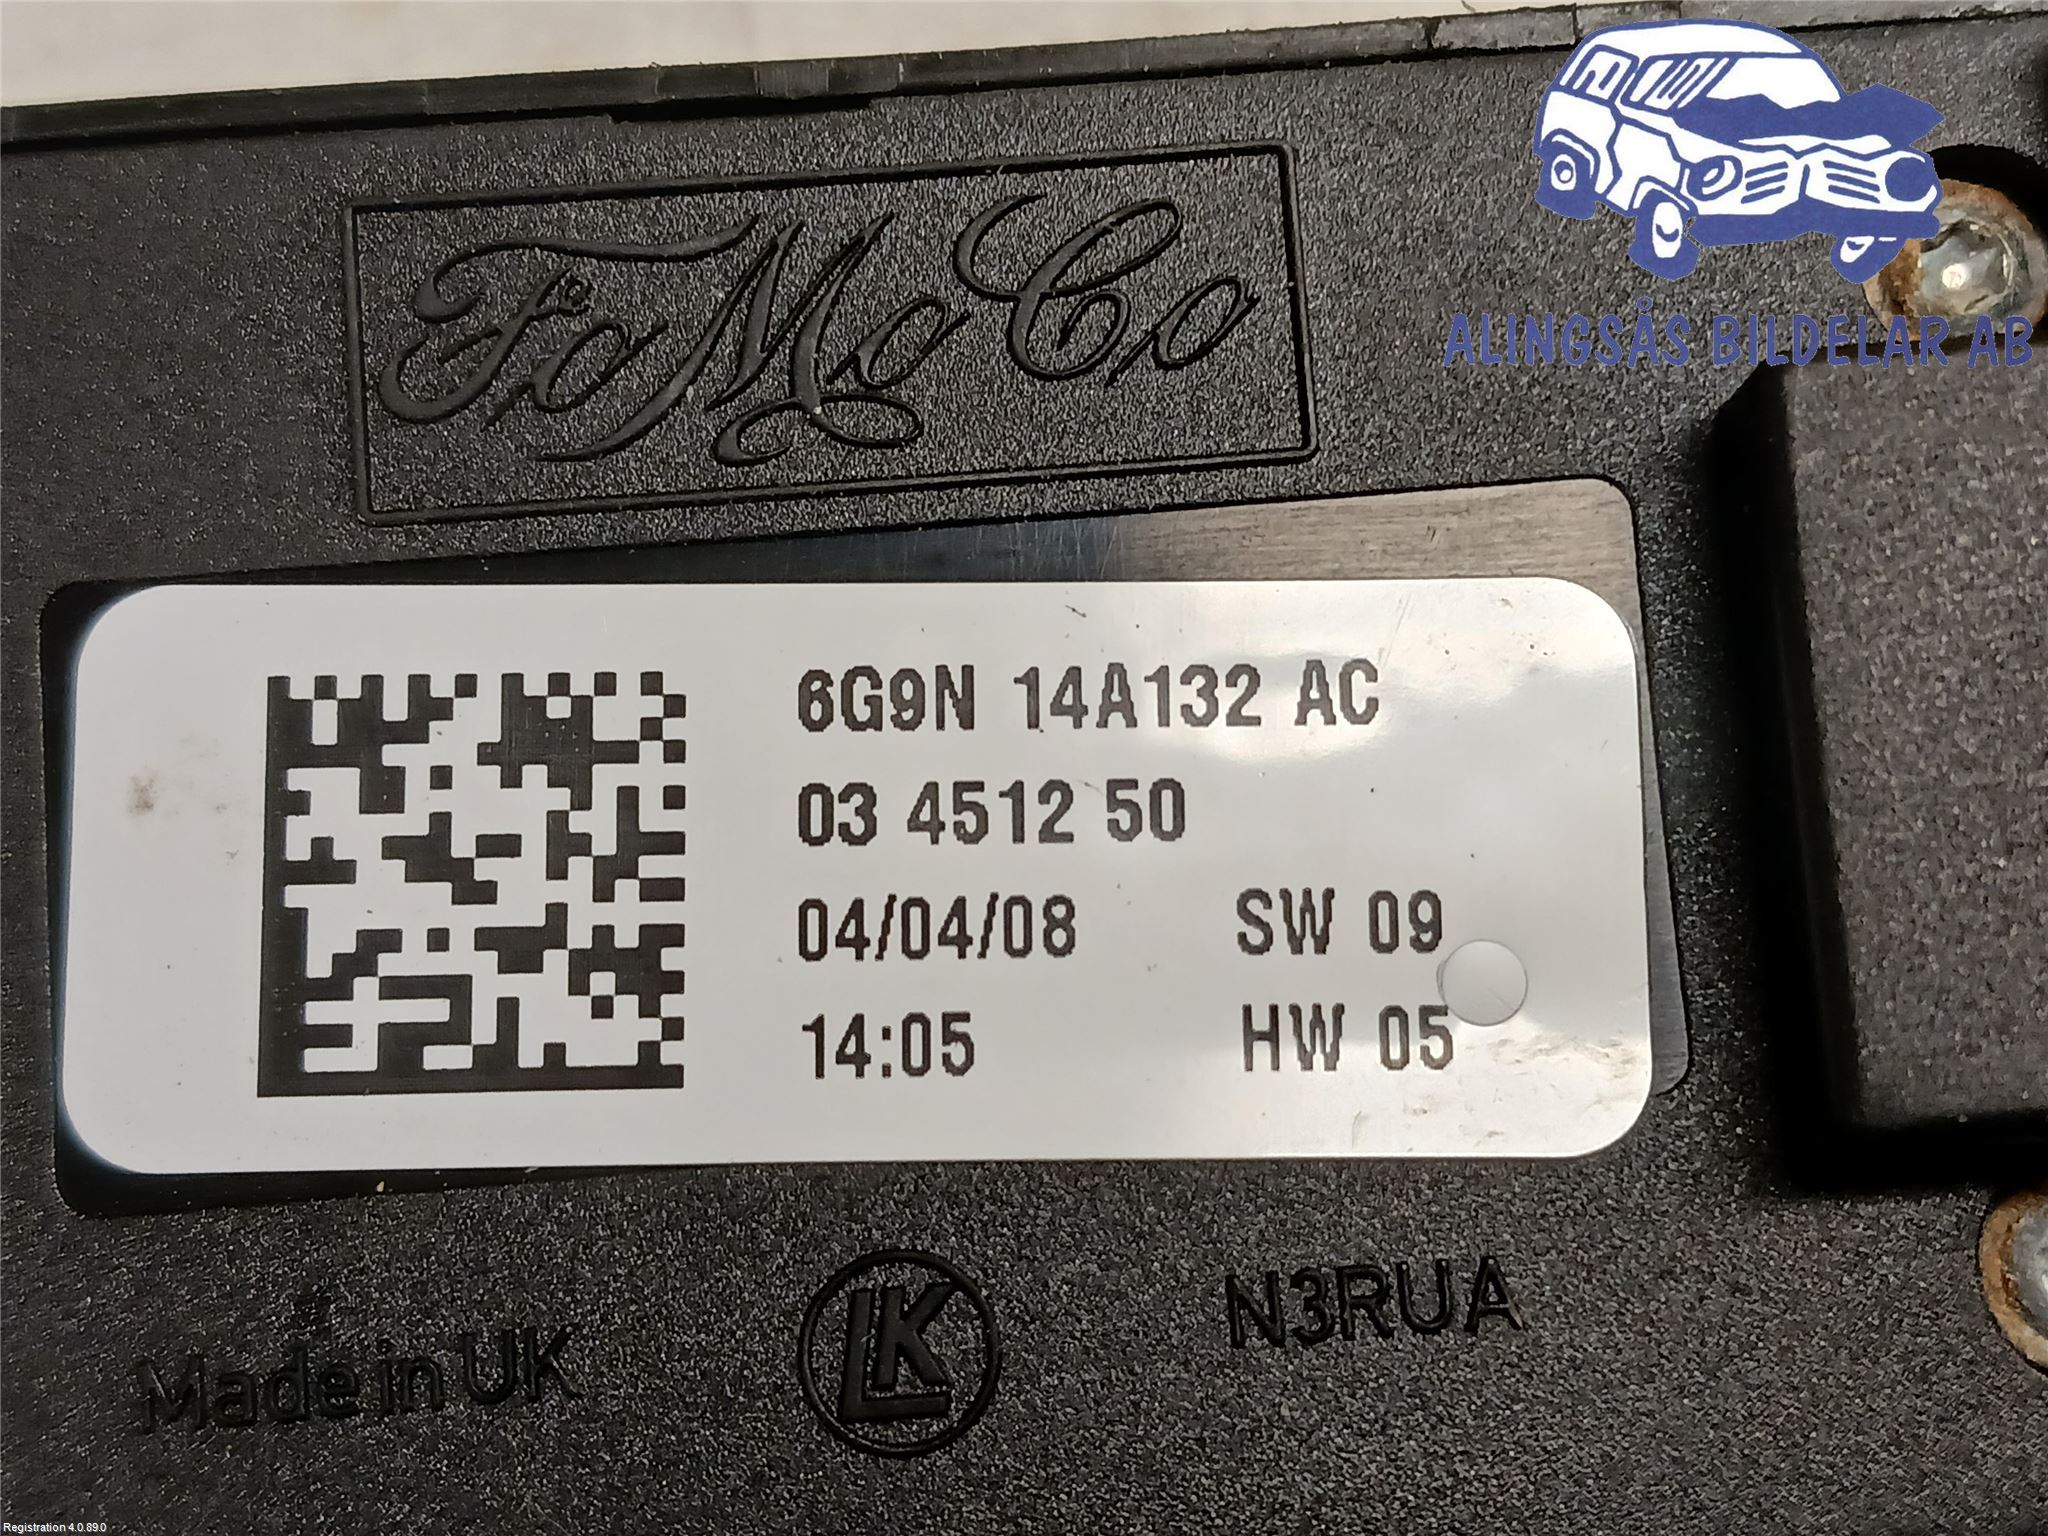 FoMoCo
ALINGSÅS BILDELAR AB
6G9N 14A132 AC
03 4512 50
04/04/08 SW 09
14:05 HW 05
Made in UK
LK
N3RUA
Registration 4.0.89.0